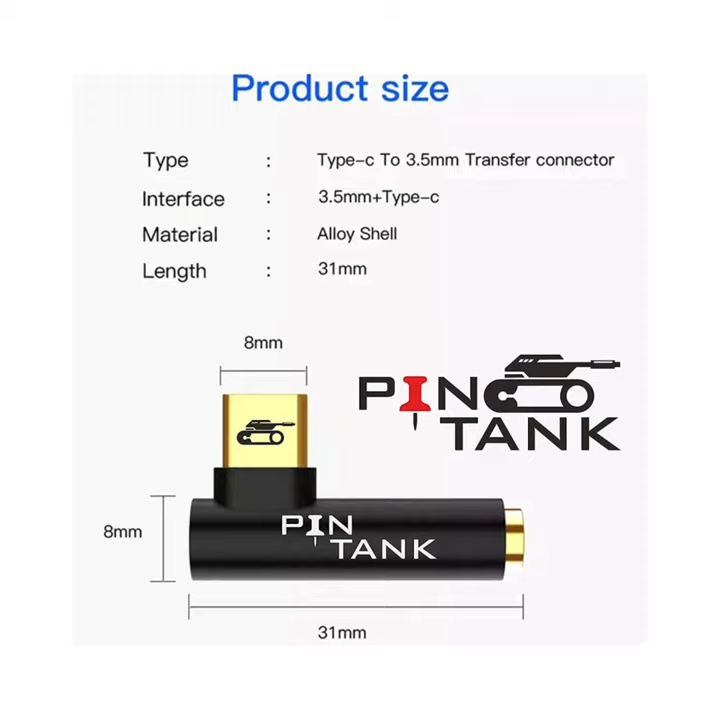 Product size
Type : Type-c To 3.5mm Transfer connector
Interface : 3.5mm+Type-c
Material : Alloy Shell
Length : 31mm
8mm
PIN
TANK
8mm
PIN
TANK
31mm